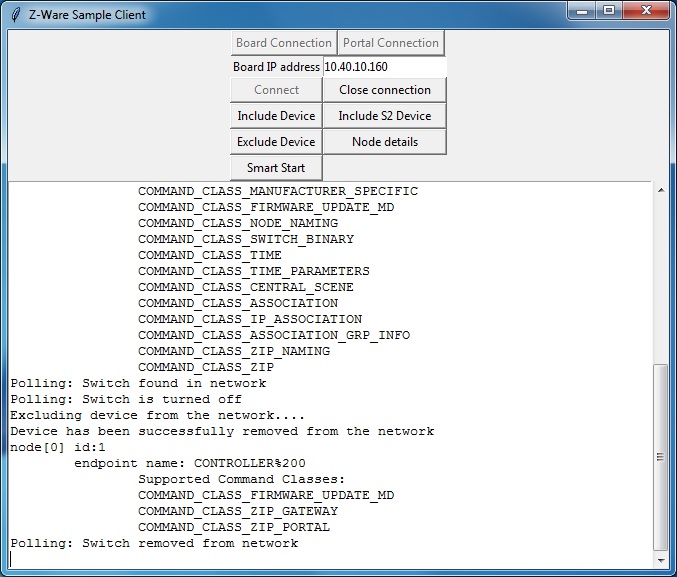 Z-Ware Sample Client
Board Connection Portal Connection
Board IP address 10.40.10.160
Connect Close connection
Include Device Include S2 Device
Exclude Device Node details
Smart Start
COMMAND_CLASS_MANUFACTURER_SPECIFIC
COMMAND_CLASS_FIRMWARE_UPDATE_MD
COMMAND_CLASS_NODE_NAMING
COMMAND_CLASS_SWITCH_BINARY
COMMAND_CLASS_TIME
COMMAND_CLASS_TIME_PARAMETERS
COMMAND_CLASS_CENTRAL_SCENE
COMMAND_CLASS_ASSOCIATION
COMMAND_CLASS_IP_ASSOCIATION
COMMAND_CLASS_ASSOCIATION_GRP_INFO
COMMAND_CLASS_ZIP_NAMING
COMMAND_CLASS_ZIP
Polling: Switch found in network
Polling: Switch is turned off
Excluding device from the network....
Device has been successfully removed from the network
node[0] id:1
endpoint name: CONTROLLER%200
Supported Command Classes:
COMMAND_CLASS_FIRMWARE_UPDATE_MD
COMMAND_CLASS_ZIP_GATEWAY
COMMAND_CLASS_ZIP_PORTAL
Polling: Switch removed from network